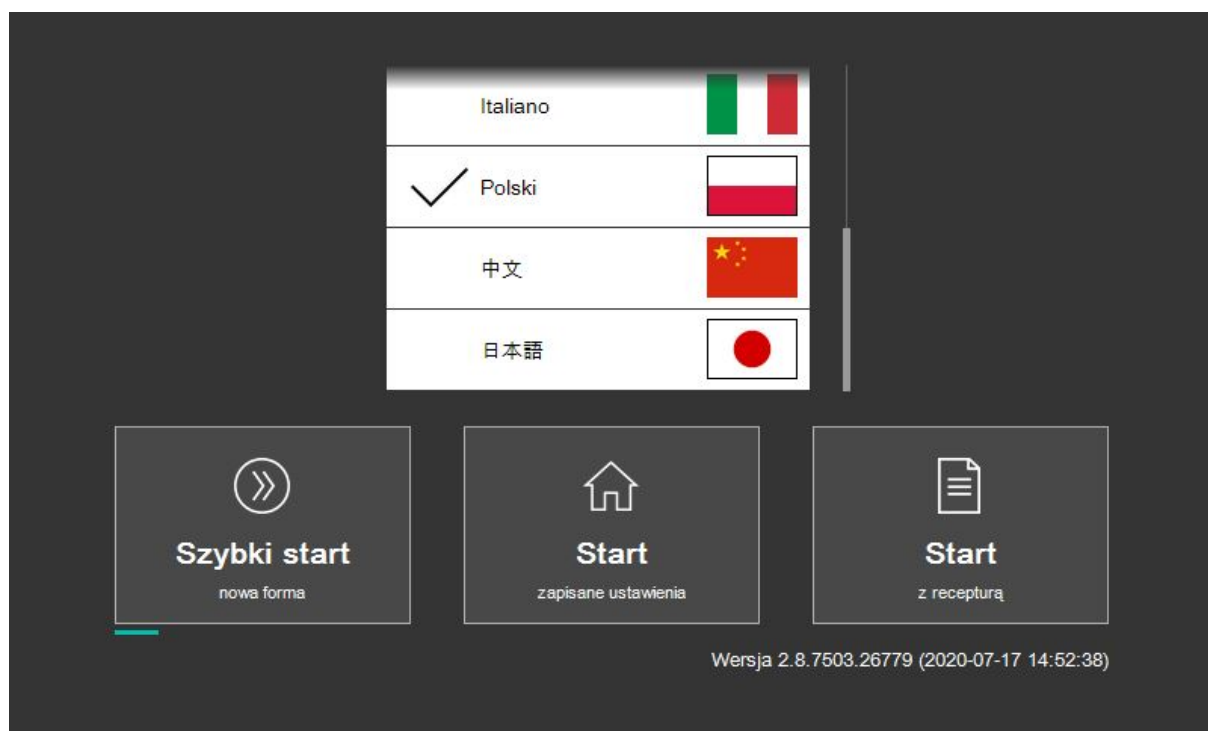 Italiano
Polski
中文
日本語
Szybki start
nowa forma
Start
zapisane ustawienia
Start
z recepturą
Wersja 2.8.7503.26779 (2020-07-17 14:52:38)